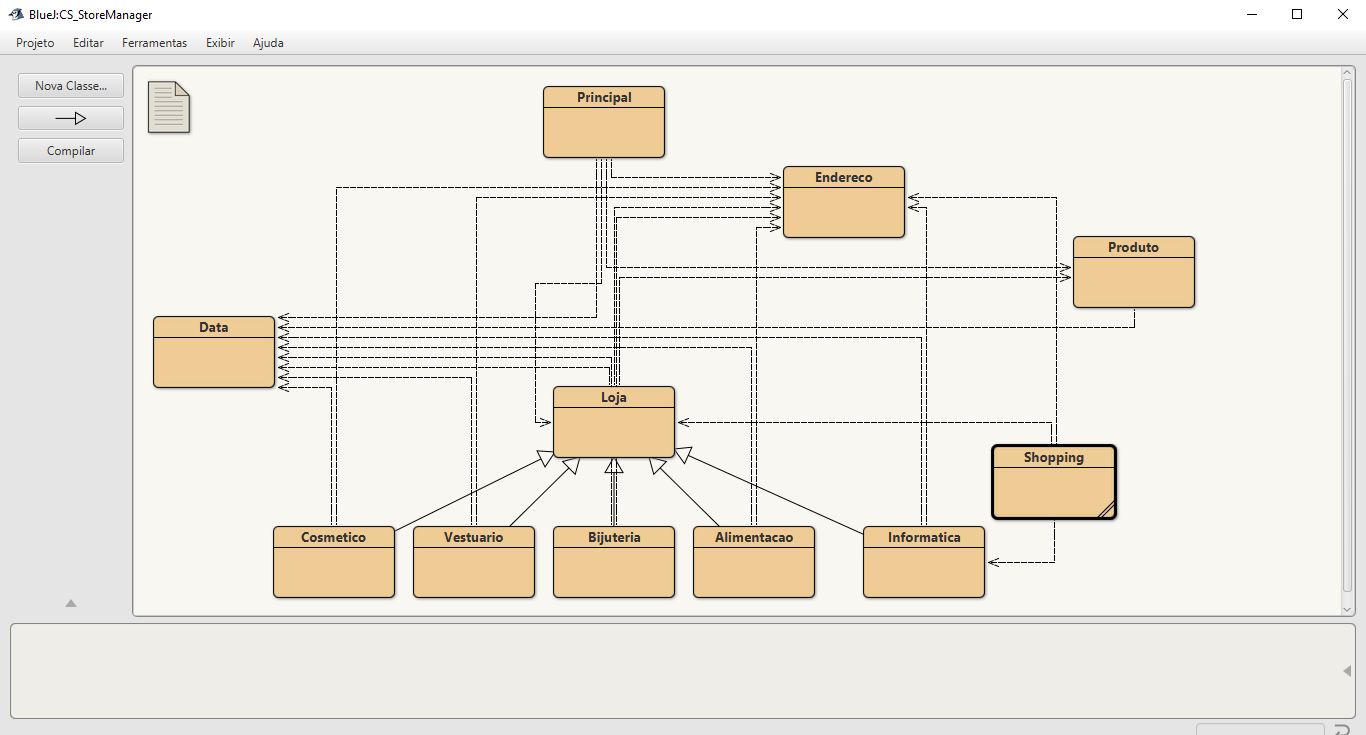 BlueJ:CS_StoreManager
Projeto Editar Ferramentas Exibir Ajuda
Nova Classe...
Compilar
Principal
Endereco
Produto
Data
Loja
Shopping
Cosmetico Vestuario Bijuteria Alimentacao Informatica